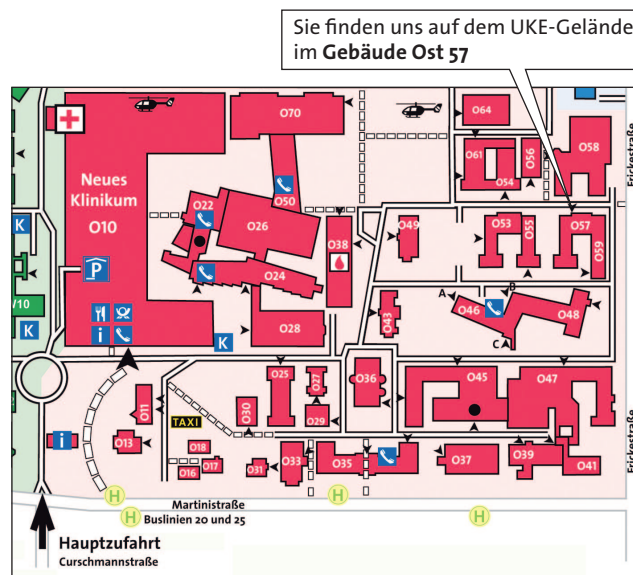 Sie finden uns auf dem UKE-Gelände
im Gebäude Ost 57
O70
O64
O56
O58
O61
O54
Frickestraße
Neues
Klinikum
O10
O22
O50
O26
O38
O49
O53
O55
O57
O59
K
K
K
P
O24
O43
A
B
C
O46
O48
O28
i
O25
O27
O36
O45
O47
O11
O30
O29
TAXI
O13
O18
O16
O17
O31
O33
O35
O37
O39
O41
Frickestraße
i
H
H
H
H
Martinistraße
Buslinien 20 und 25
Hauptzufahrt
Curschmannstraße